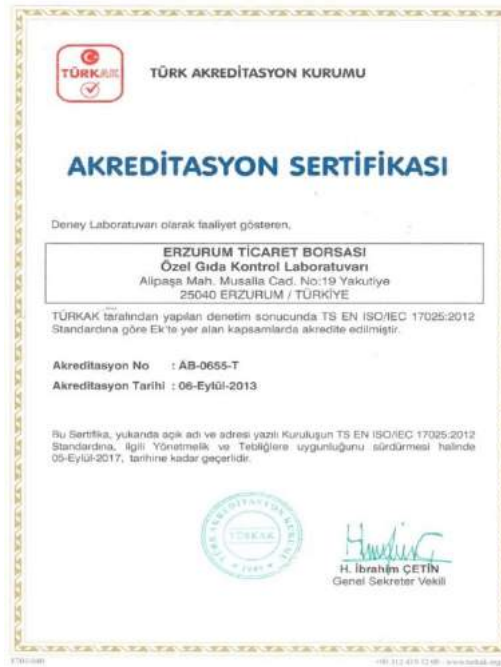 TÜRKAK
TÜRK AKREDİTASYON KURUMU
AKREDİTASYON SERTİFİKASI
Deney Laboratuvarı olarak faaliyet gösteren,
ERZURUM TİCARET BORSASI
Özel Gıda Kontrol Laboratuvarı
Alipaşa Mah. Musalla Cad. No:19 Yakutiye
25040 ERZURUM / TÜRKİYE
TÜRKAK tarafından yapılan denetim sonucunda TS EN ISO/IEC 17025:2012
Standardına göre Ek'te yer alan kapsamlarda akredite edilmiştir.
Akreditasyon No : AB-0655-T
Akreditasyon Tarihi : 06-Eylül-2013
Bu Sertifika, yukarıda açık adı ve adresi yazılı Kuruluşun TS EN ISO/IEC 17025:2012
Standardına, ilgili Yönetmelik ve Tebliğlere uygunluğunu sürdürmesi halinde
05-Eylül-2017, tarihine kadar geçerlidir.
TÜRK AKREDİTASYON KURUMU
TÜRKAK
H. İbrahim ÇETİN
Genel Sekreter Vekili